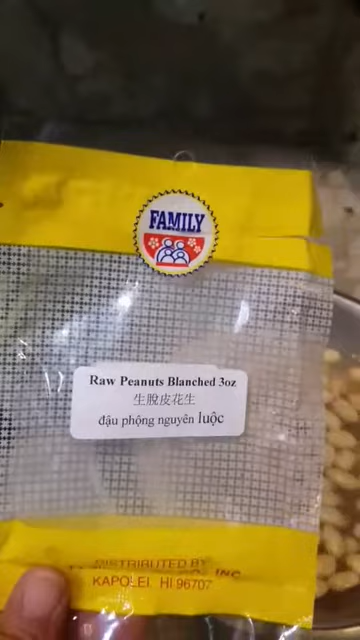 FAMILY
Raw Peanuts Blanched 3oz
生脫皮花生
đậu phộng nguyên luộc
DISTRIBUTED BY
INC
KAPOLEI, HI 96707